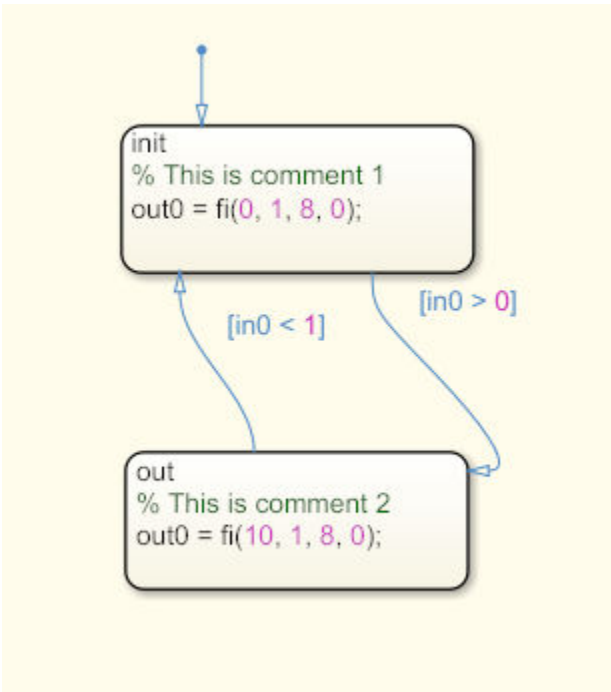 init
% This is comment 1
out0 = fi(0, 1, 8, 0);
[in0 > 0]
[in0 < 1]
out
% This is comment 2
out0 = fi(10, 1, 8, 0);